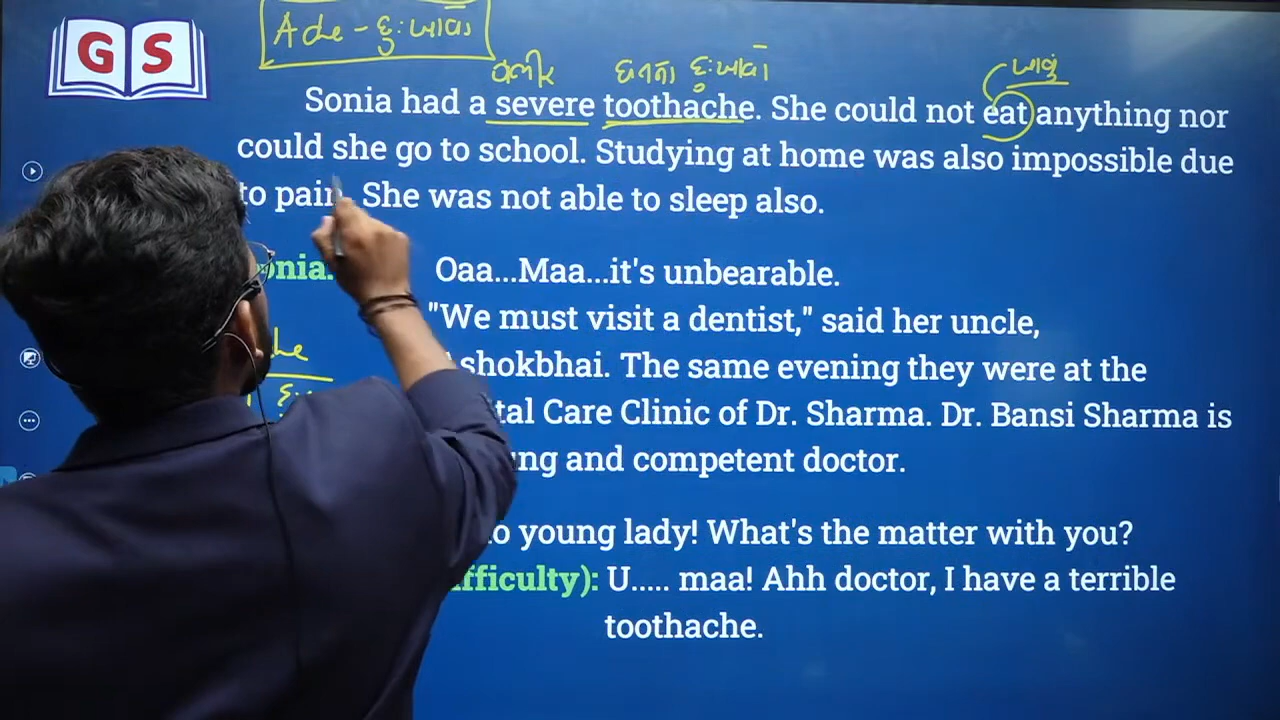 GS
Ache - દુઃખાવો
દાંતનો દુઃખાવો
ખાવું
Sonia had a severe toothache. She could not eat anything nor
could she go to school. Studying at home was also impossible due
to pain. She was not able to sleep also.
onia: Oaa...Maa...it's unbearable.
"We must visit a dentist," said her uncle,
shokbhai. The same evening they were at the
he
tal Care Clinic of Dr. Sharma. Dr. Bansi Sharma is
ng and competent doctor.
o young lady! What's the matter with you?
fficulty): U..... maa! Ahh doctor, I have a terrible
toothache.